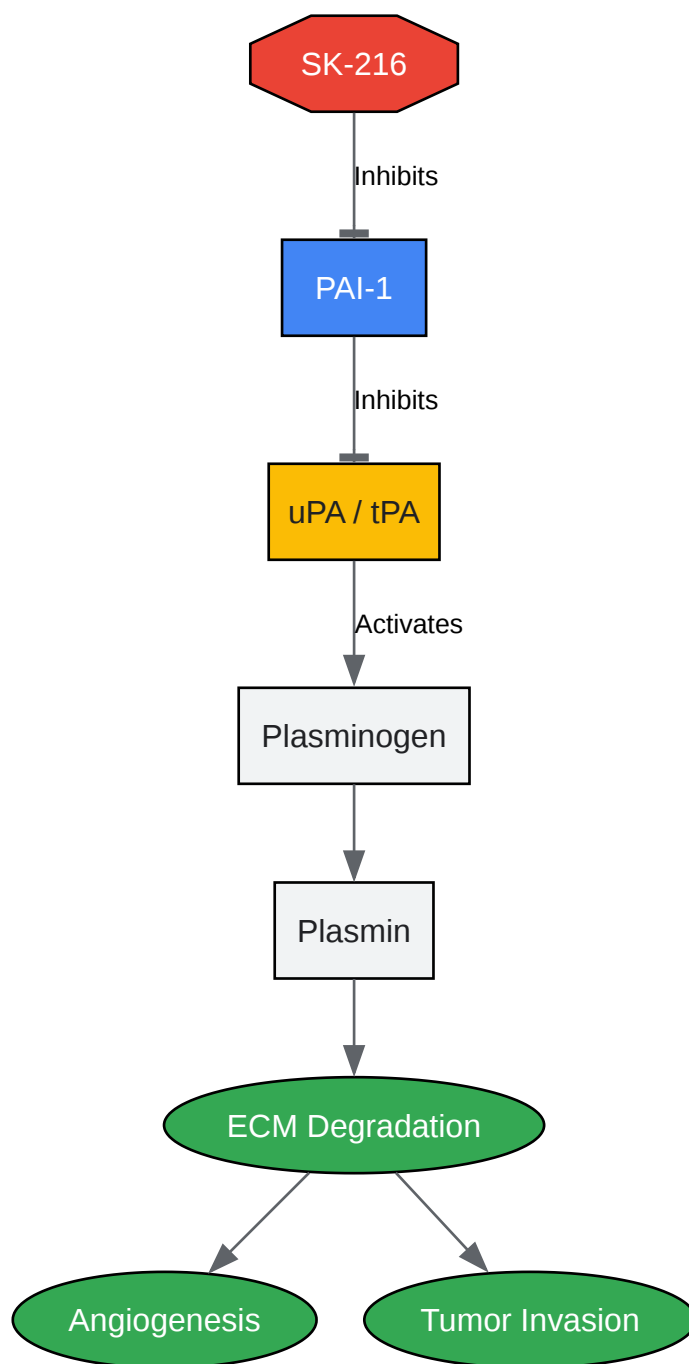 SK-216
Inhibits
PAI-1
Inhibits
uPA / tPA
Activates
Plasminogen
Plasmin
ECM Degradation
Angiogenesis
Tumor Invasion